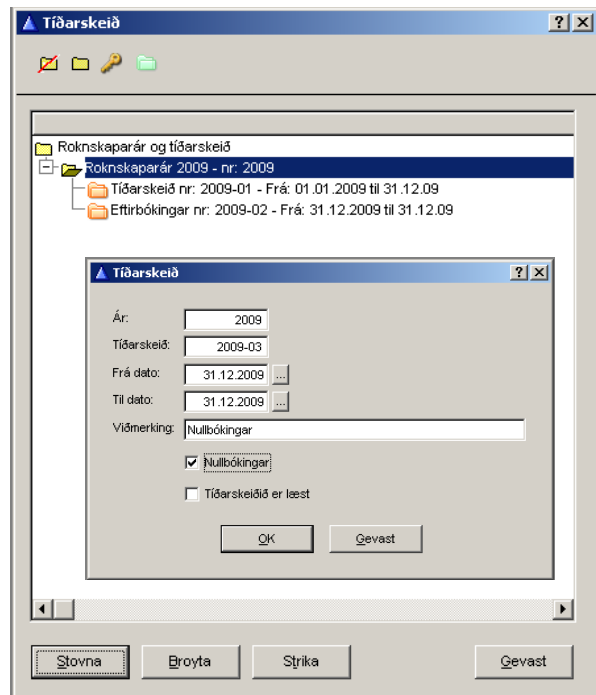 Tíðarskeið
Roknskaparár og tíðarskeið
Roknskaparár 2009 - nr: 2009
Tíðarskeið nr: 2009-01 - Frá: 01.01.2009 til 31.12.09
Eftirbókingar nr: 2009-02 - Frá: 31.12.2009 til 31.12.09
Tíðarskeið
Ár: 2009
Tíðarskeið: 2009-03
Frá dato: 31.12.2009 ...
Til dato: 31.12.2009 ...
Viðmerking: Nullbókingar
Nullbókingar
Tíðarskeiðið er læst
OK Gevast
Stovna Broyta Strika Gevast